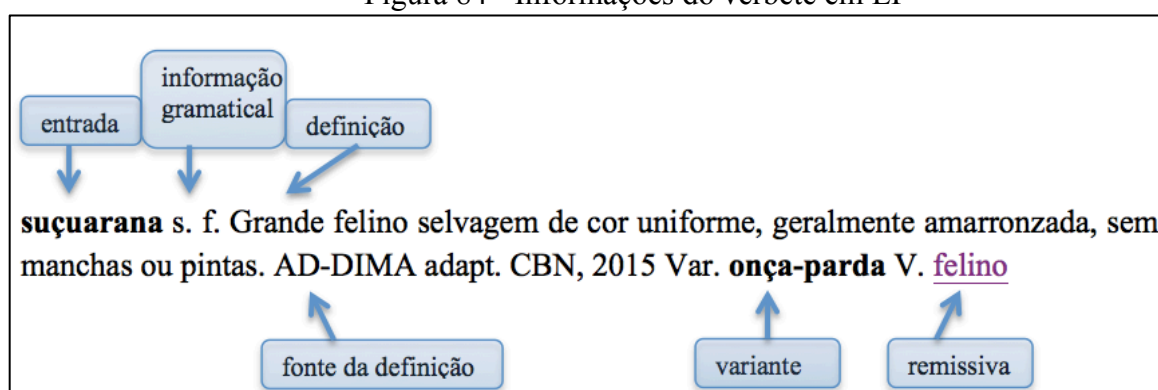 informação
gramatical
entrada
definição
suçuarana s. f. Grande felino selvagem de cor uniforme, geralmente amarronzada, sem
manchas ou pintas. AD-DIMA adapt. CBN, 2015 Var. onça-parda V. felino
fonte da definição
variante
remissiva